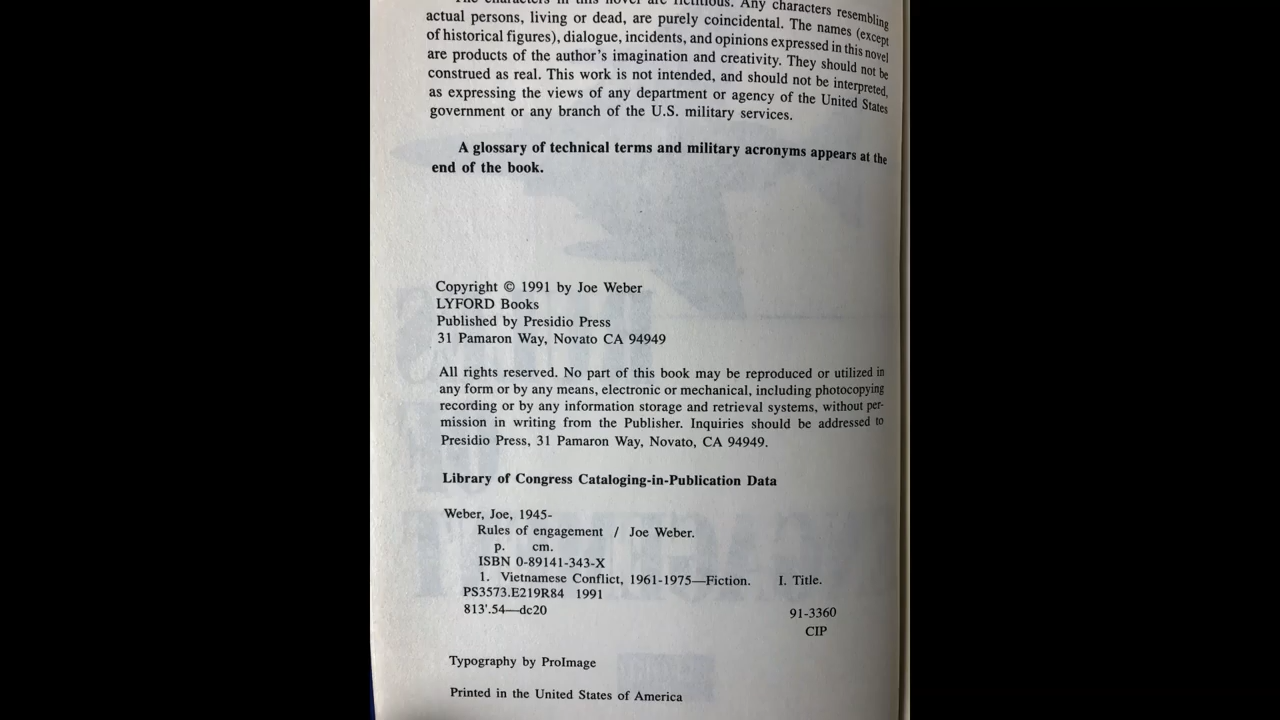 The characters in this novel are fictitious. Any characters resembling
actual persons, living or dead, are purely coincidental. The names (except
of historical figures), dialogue, incidents, and opinions expressed in this novel
are products of the author's imagination and creativity. They should not be
construed as real. This work is not intended, and should not be interpreted,
as expressing the views of any department or agency of the United States
government or any branch of the U.S. military services.
A glossary of technical terms and military acronyms appears at the
end of the book.
Copyright © 1991 by Joe Weber
LYFORD Books
Published by Presidio Press
31 Pamaron Way, Novato CA 94949
All rights reserved. No part of this book may be reproduced or utilized in
any form or by any means, electronic or mechanical, including photocopying
recording or by any information storage and retrieval systems, without per-
mission in writing from the Publisher. Inquiries should be addressed to
Presidio Press, 31 Pamaron Way, Novato, CA 94949.
Library of Congress Cataloging-in-Publication Data
Weber, Joe, 1945-
Rules of engagement / Joe Weber.
p. cm.
ISBN 0-89141-343-X
1. Vietnamese Conflict, 1961-1975—Fiction. I. Title.
PS3573.E219R84 1991
813'.54—dc20 91-3360
CIP
Typography by ProImage
Printed in the United States of America